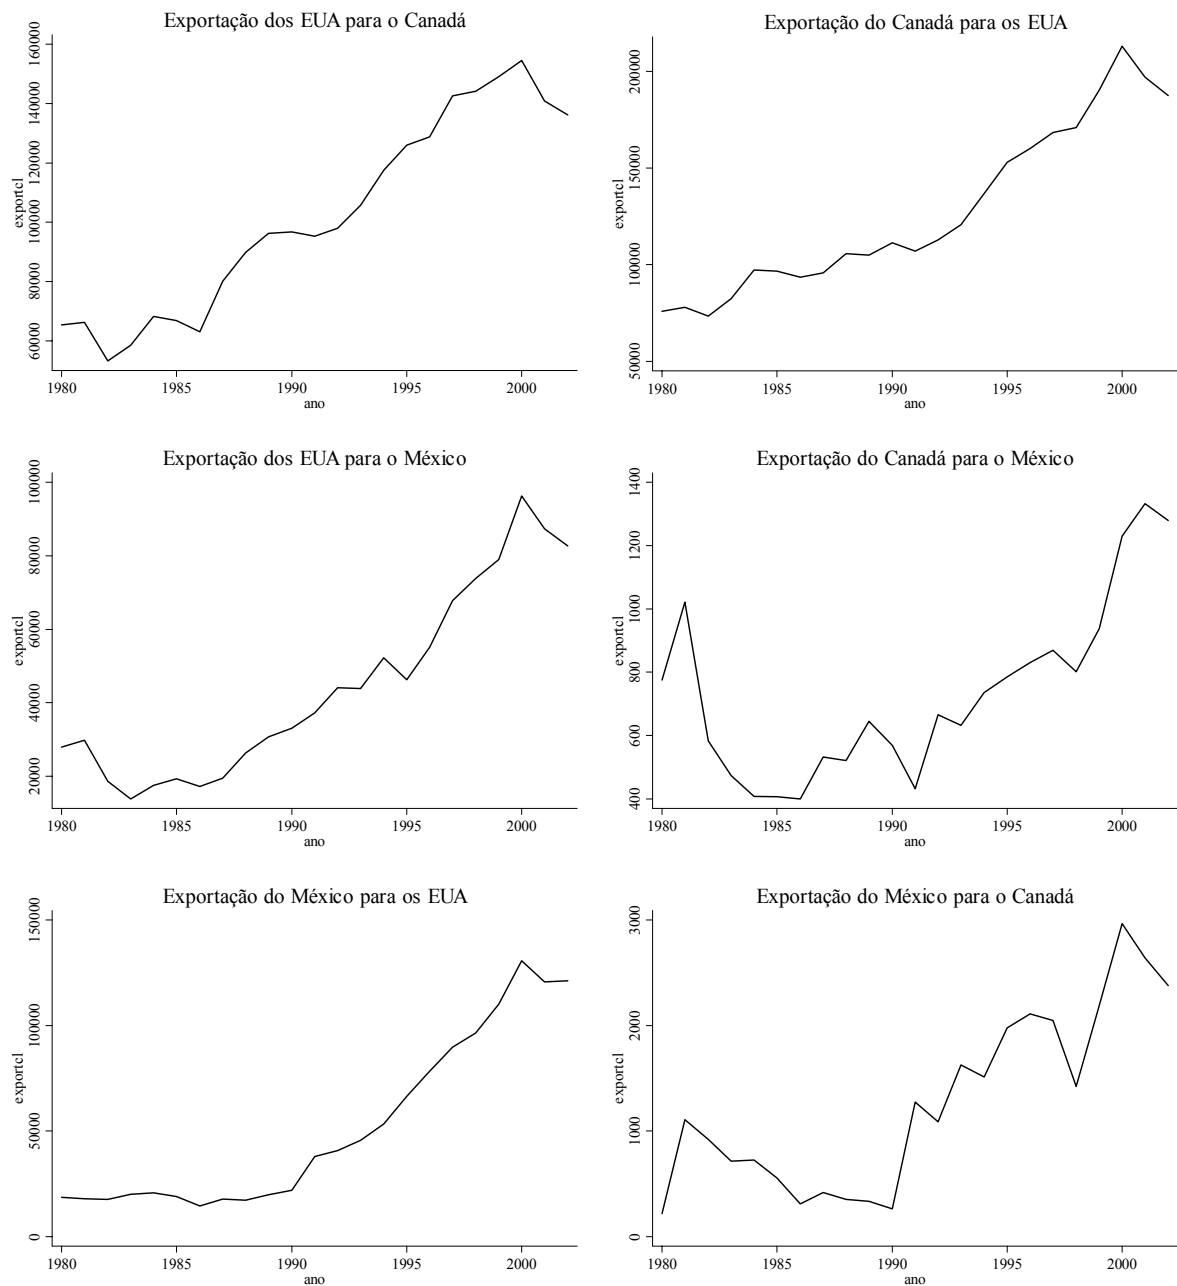 Exportação dos EUA para o Canadá
exportcl
160000
140000
120000
100000
80000
60000
1980 1985 1990 1995 2000
ano
Exportação do Canadá para os EUA
exportcl
200000
150000
100000
50000
1980 1985 1990 1995 2000
ano
Exportação dos EUA para o México
exportcl
100000
80000
60000
40000
20000
1980 1985 1990 1995 2000
ano
Exportação do Canadá para o México
exportcl
1400
1200
1000
800
600
400
1980 1985 1990 1995 2000
ano
Exportação do México para os EUA
exportcl
150000
100000
50000
0
1980 1985 1990 1995 2000
ano
Exportação do México para o Canadá
exportcl
3000
2000
1000
0
1980 1985 1990 1995 2000
ano